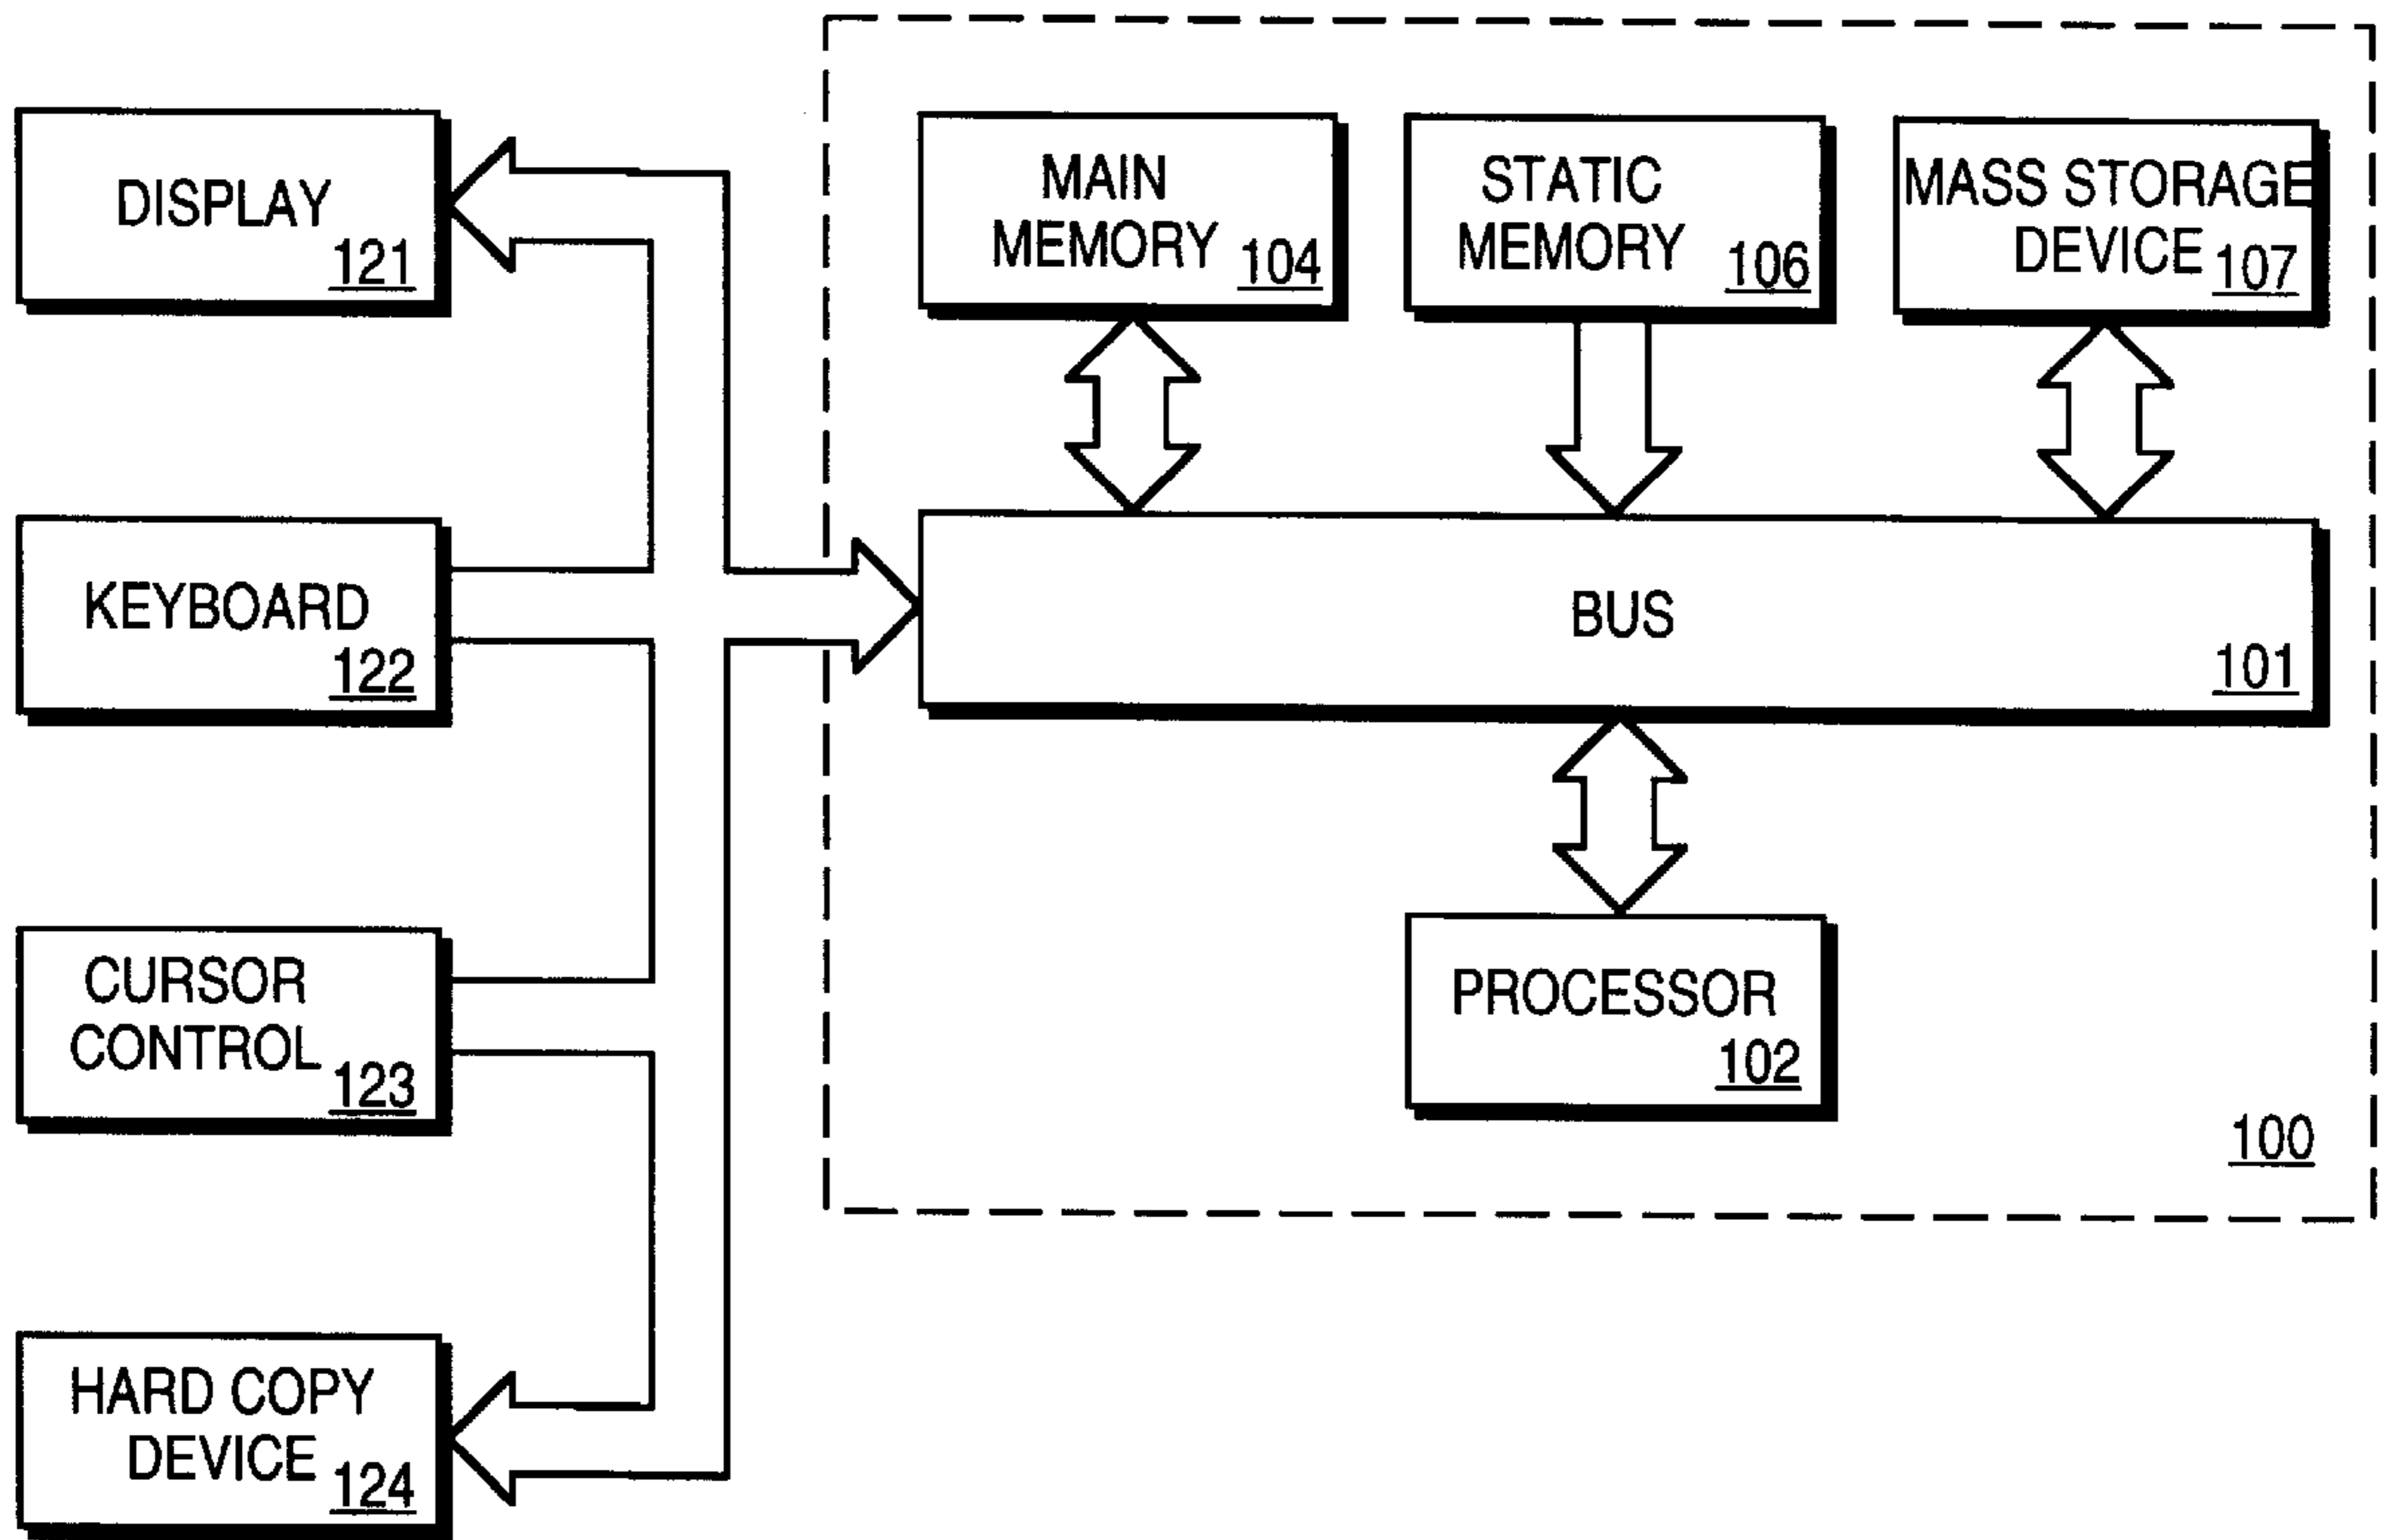 DISPLAY
121
KEYBOARD
122
CURSOR
CONTROL
123
HARD COPY
DEVICE
124
MAIN
MEMORY
104
STATIC
MEMORY
106
MASS STORAGE
DEVICE
107
BUS
101
PROCESSOR
102
100